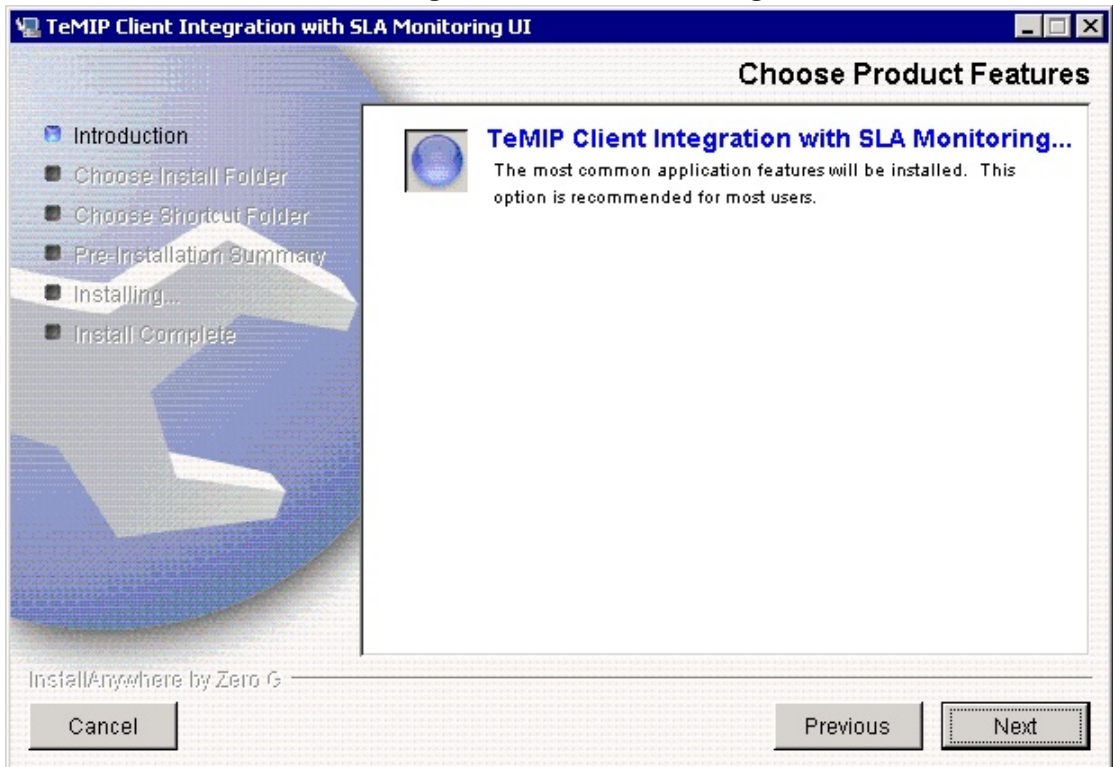 TeMIP Client Integration with SLA Monitoring UI
Choose Product Features
Introduction
Choose Install Folder
Choose Shortcut Folder
Pre-Installation Summary
Installing...
Install Complete
TeMIP Client Integration with SLA Monitoring...
The most common application features will be installed. This
option is recommended for most users.
InstallAnywhere by Zero G
Cancel
Previous
Next